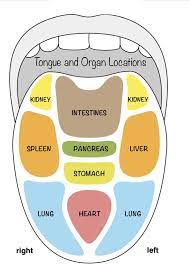 Tongue and Organ Locations
KIDNEY
INTESTINES
KIDNEY
SPLEEN
PANCREAS
LIVER
STOMACH
LUNG
HEART
LUNG
right
left